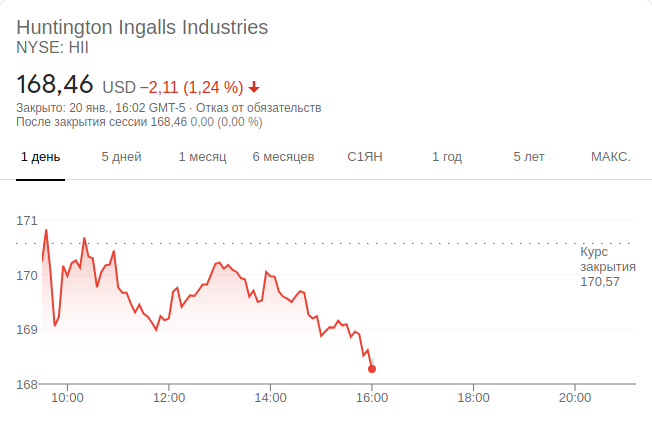 Huntington Ingalls Industries
NYSE: HII
168,46 USD −2,11 (1,24 %)
Закрыто: 20 янв., 16:02 GMT-5 · Отказ от обязательств
После закрытия сессии 168,46 0,00 (0,00 %)
1 день 5 дней 1 месяц 6 месяцев С1ЯН 1 год 5 лет МАКС.
171
Курс
закрытия
170,57
170
169
168
10:00 12:00 14:00 16:00 18:00 20:00